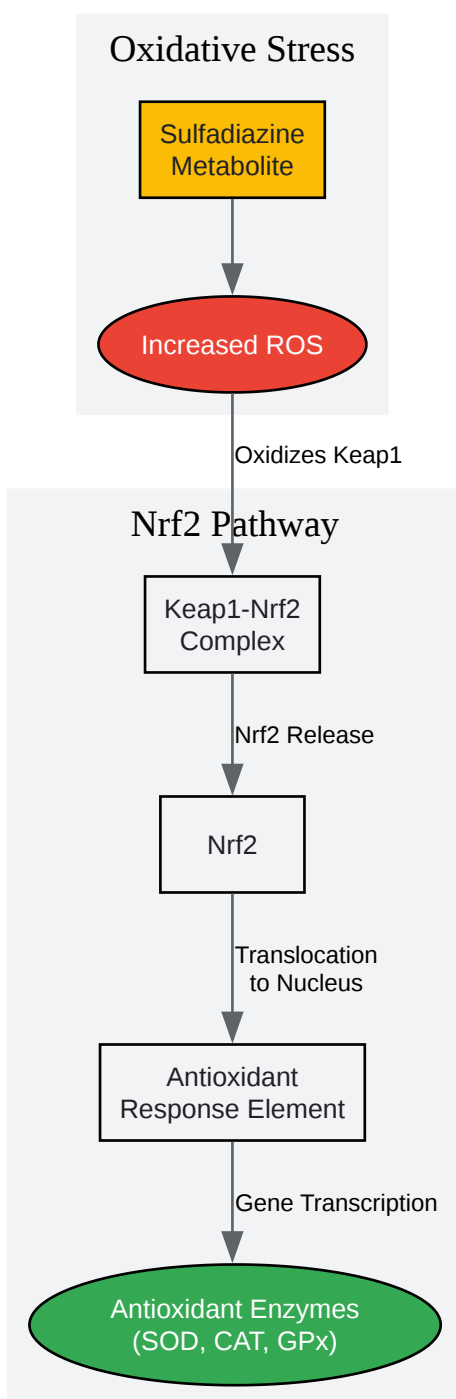 Oxidative Stress
Sulfadiazine
Metabolite
Increased ROS
Oxidizes Keap1
Nrf2 Pathway
Keap1-Nrf2
Complex
Nrf2 Release
Nrf2
Translocation
to Nucleus
Antioxidant
Response Element
Gene Transcription
Antioxidant Enzymes
(SOD, CAT, GPx)